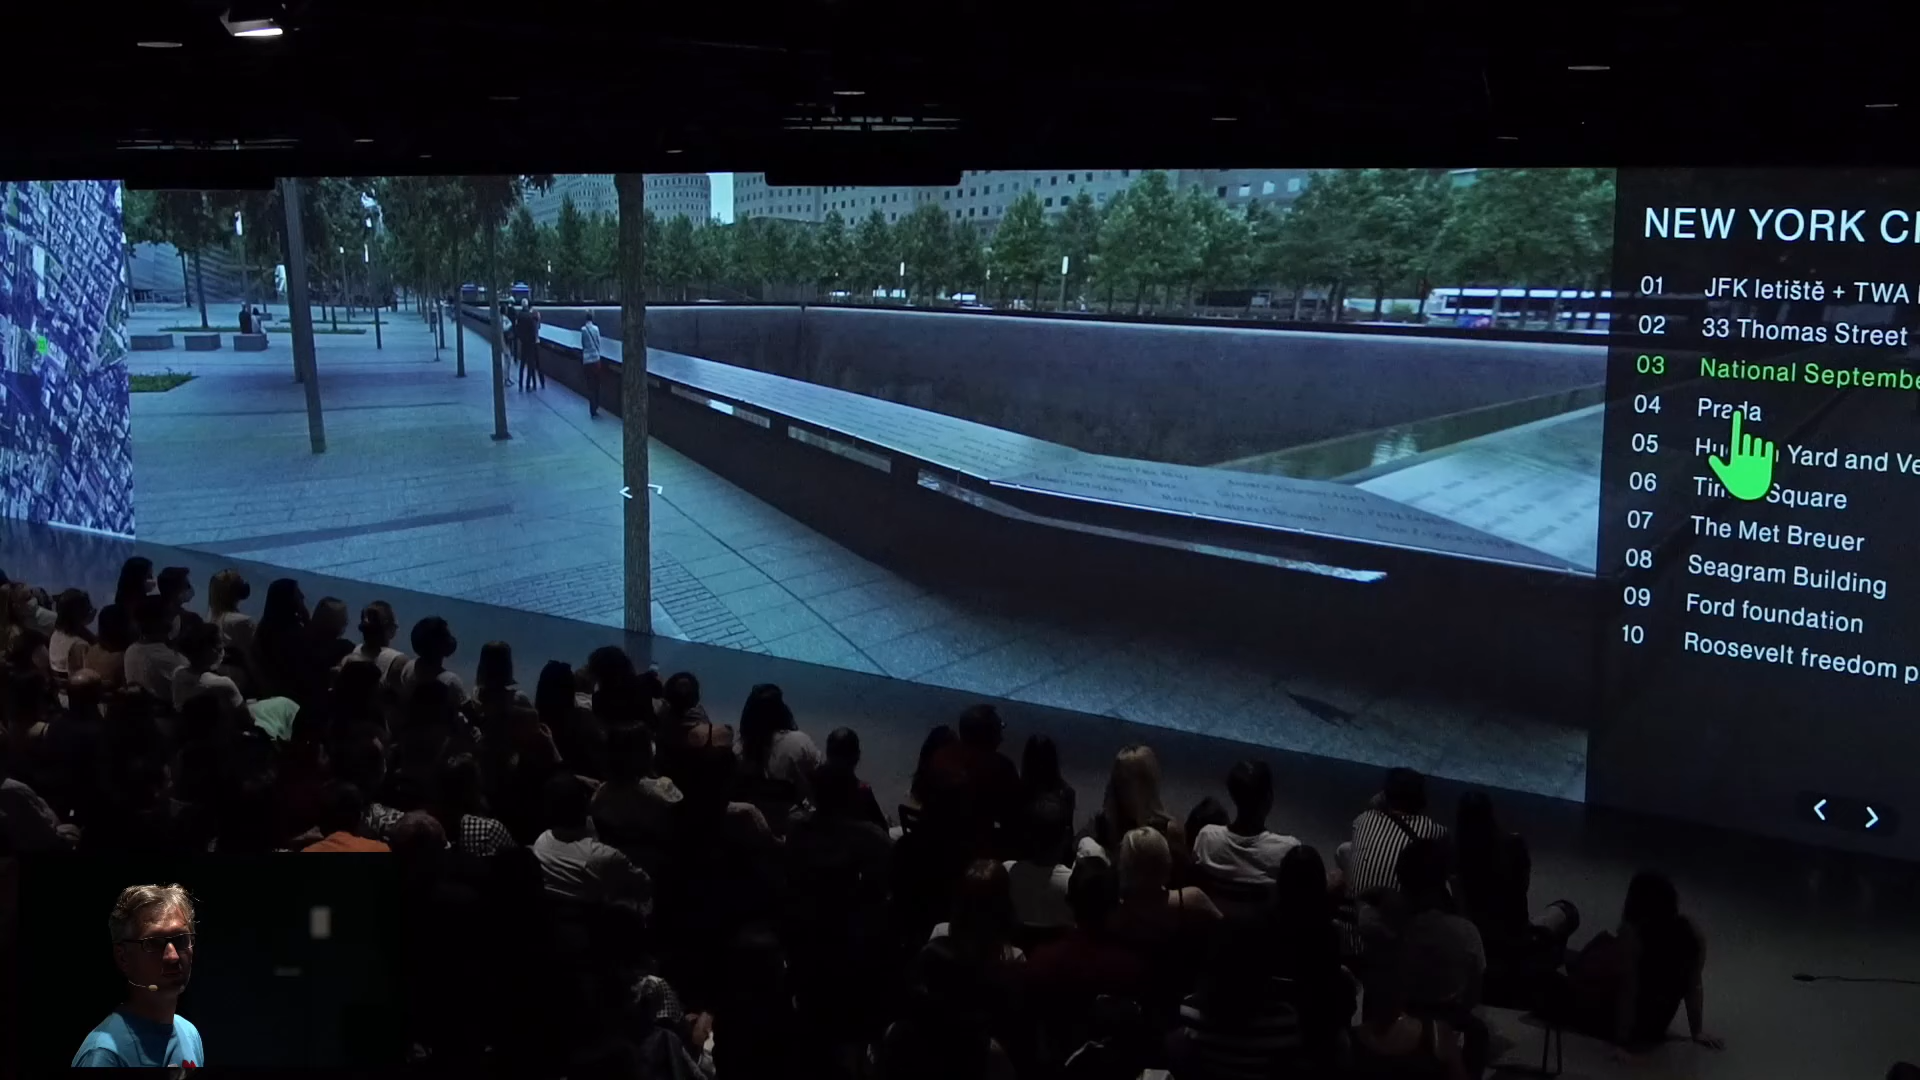 NEW YORK CI
01 JFK letiště + TWA
02 33 Thomas Street
03 National Septembe
04 Prada
05 Yard and Ve
06 Square
07 The Met Breuer
08 Seagram Building
09 Ford foundation
10 Roosevelt freedom p